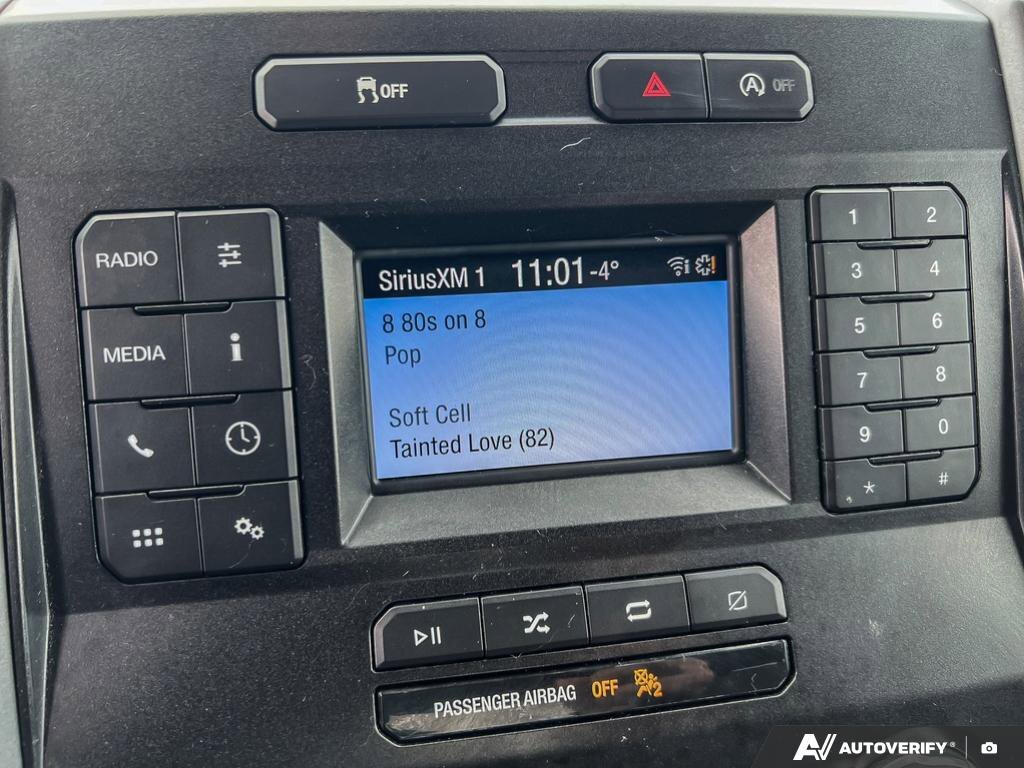 OFF
A OFF
RADIO
MEDIA
SiriusXM 1 11:01 -4°
8 80s on 8
Pop
Soft Cell
Tainted Love (82)
1 2
3 4
5 6
7 8
9 0
* #
PASSENGER AIRBAG OFF 2
AV AUTOVERIFY